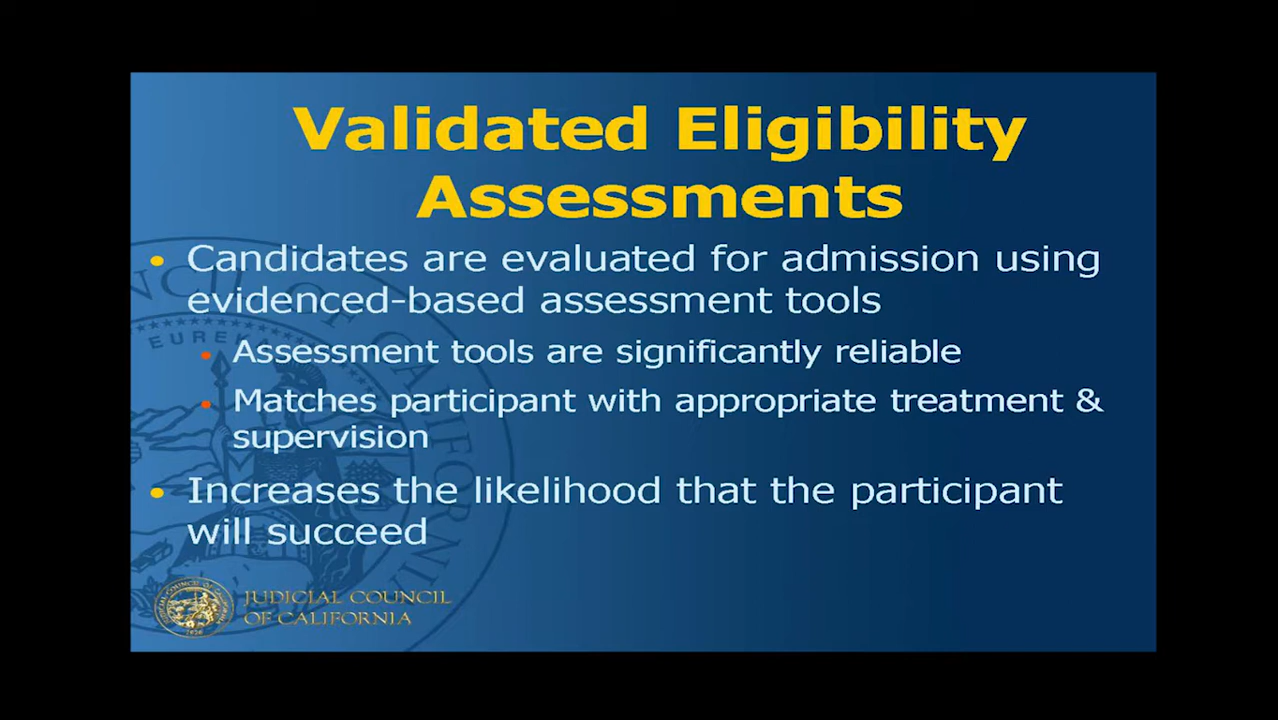 Validated Eligibility
Assessments
• Candidates are evaluated for admission using
evidenced-based assessment tools
• Assessment tools are significantly reliable
• Matches participant with appropriate treatment &
supervision
• Increases the likelihood that the participant
will succeed
EUREKA
JUDICIAL COUNCIL
OF CALIFORNIA